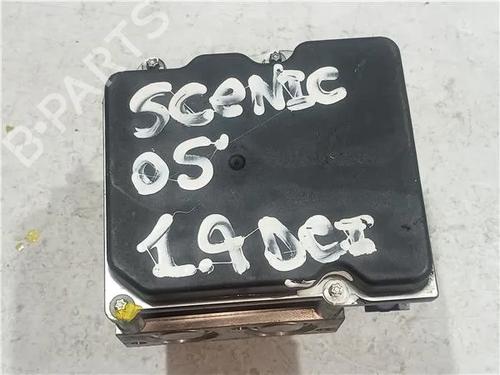 B-PARTS
SCENIC
05'
1.9 DCI